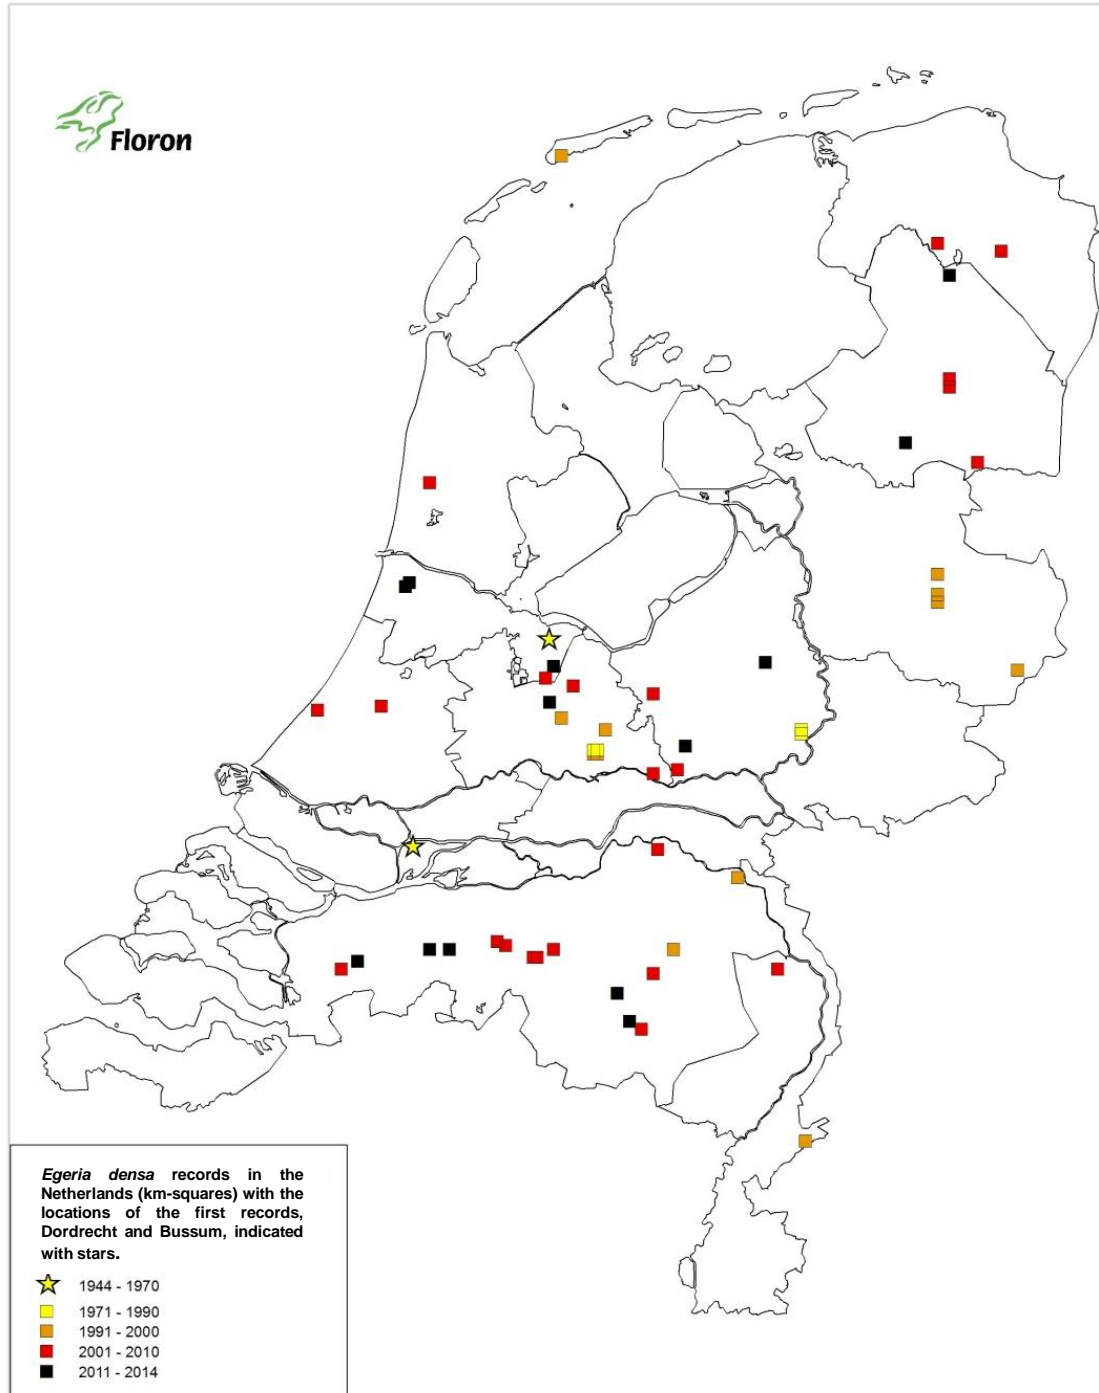 Floron
Egeria densa records in the
Netherlands (km-squares) with the
locations of the first records,
Dordrecht and Bussum, indicated
with stars.
1944 - 1970
1971 - 1990
1991 - 2000
2001 - 2010
2011 - 2014